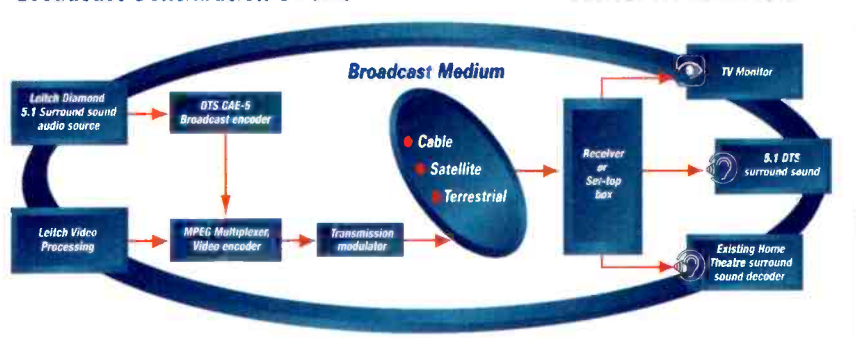 Broadcast Medium
Leitch Diamond
5.1 Surround sound
audio source
DTS CAE-5
Broadcast encoder
Leitch Video
Processing
MPEG Multiplexer,
Video encoder
Transmission
modulator
Cable
Satellite
Terrestrial
Receiver
or
Set-top
box
TV Monitor
5.1 DTS
surround sound
Existing Home
Theatre surround
sound decoder